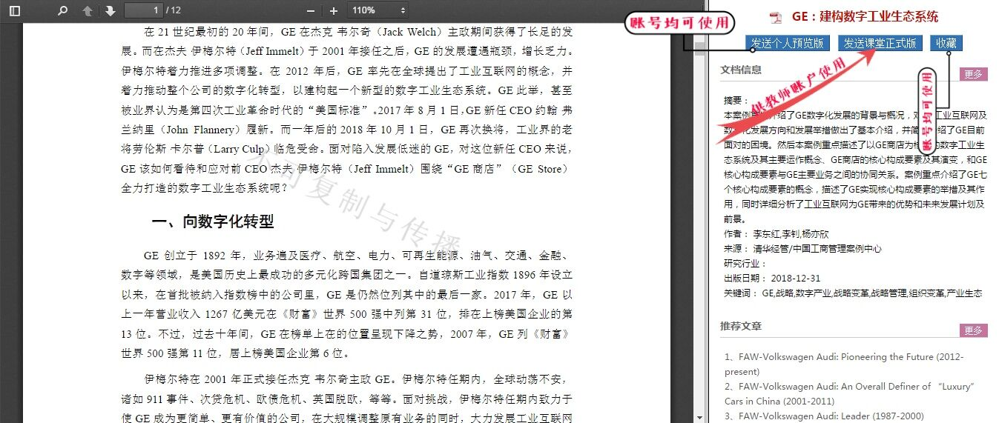 1 / 12
110%
在 21 世纪最初的 20 年间，GE 在杰克 韦尔奇（Jack Welch）主政期间获得了长足的发
展。而在杰夫 伊梅尔特（Jeff Immelt）于 2001 年接任之后，GE 的发展遭遇瓶颈，增长乏力。
伊梅尔特着力推进多项调整。在 2012 年后，GE 率先在全球提出了工业互联网的概念，并
着力推动整个公司的数字化转型，以建构起一个新型的数字工业生态系统。GE 此举，甚至
被业界认为是第四次工业革命时代的“美国标准”。2017 年 8 月 1 日，GE 新任 CEO 约翰 弗
兰纳里（John Flannery）履新。而一年后的 2018 年 10 月 1 日，GE 再次换将，工业界的老
将劳伦斯 卡尔普（Larry Culp）临危受命。面对陷入发展低迷的 GE，对这位新任 CEO 来说，
GE 该如何看待和应对前 CEO 杰夫 伊梅尔特（Jeff Immelt）围绕“GE 商店”（GE Store）
全力打造的数字工业生态系统呢？
不可复制与传播
一、向数字化转型
GE 创立于 1892 年，业务遍及医疗、航空、电力、可再生能源、油气、交通、金融、
数字等领域，是美国历史上最成功的多元化跨国集团之一。自道琼斯工业指数 1896 年设立
以来，在首批被纳入指数榜中的公司里，GE 是仍然位列其中的最后一家。2017 年，GE 以
上一年营业收入 1267 亿美元在《财富》世界 500 强中列第 31 位，排在上榜美国企业的第
13 位。不过，过去十年间，GE 在榜单上在的位置呈现下降之势，2007 年，GE 列《财富》
世界 500 强第 11 位，居上榜美国企业第 6 位。
伊梅尔特在 2001 年正式接任杰克 韦尔奇主政 GE。伊梅尔特任期内，全球动荡不安，
诸如 911 事件、次贷危机、欧债危机、英国脱欧，等等。面对挑战，伊梅尔特任期内致力于
使 GE 成为更简单、更有价值的公司，在大规模调整原有业务的同时，大力发展工业互联网
账号均可使用
GE：建构数字工业生态系统
发送个人预览版 发送课堂正式版 收藏
供教师账户使用
账号均可使用
文档信息 更多
摘要：
本案例 介绍了GE数字化发展的背景与概况，对 工业互联网及
数 化发展方向和发展举措做出了基本介绍，并简 绍了GE目前
面对的困境。然后本案例重点描述了以GE商店为核 的数字工业生
态系统及其主要运作概念、GE商店的核心构成要素及其演变，和GE
核心构成要素与GE主要业务之间的协同关系。案例重点介绍了GE七
个核心构成要素的概念，描述了GE实现核心构成要素的举措及其作
用，同时详细分析了工业互联网为GE带来的优势和未来发展计划及
前景。
作者： 李东红,李钊,杨亦欣
来源： 清华经管/中国工商管理案例中心
研究行业：
出版日期： 2018-12-31
关键词： GE,战略,数字产业,战略变革,战略管理,组织变革,产业生态
推荐文章 更多
1、FAW-Volkswagen Audi: Pioneering the Future (2012-
present)
2、FAW-Volkswagen Audi: An Overall Definer of “Luxury”
Cars in China (2001-2011)
3、FAW-Volkswagen Audi: Leader (1987-2000)